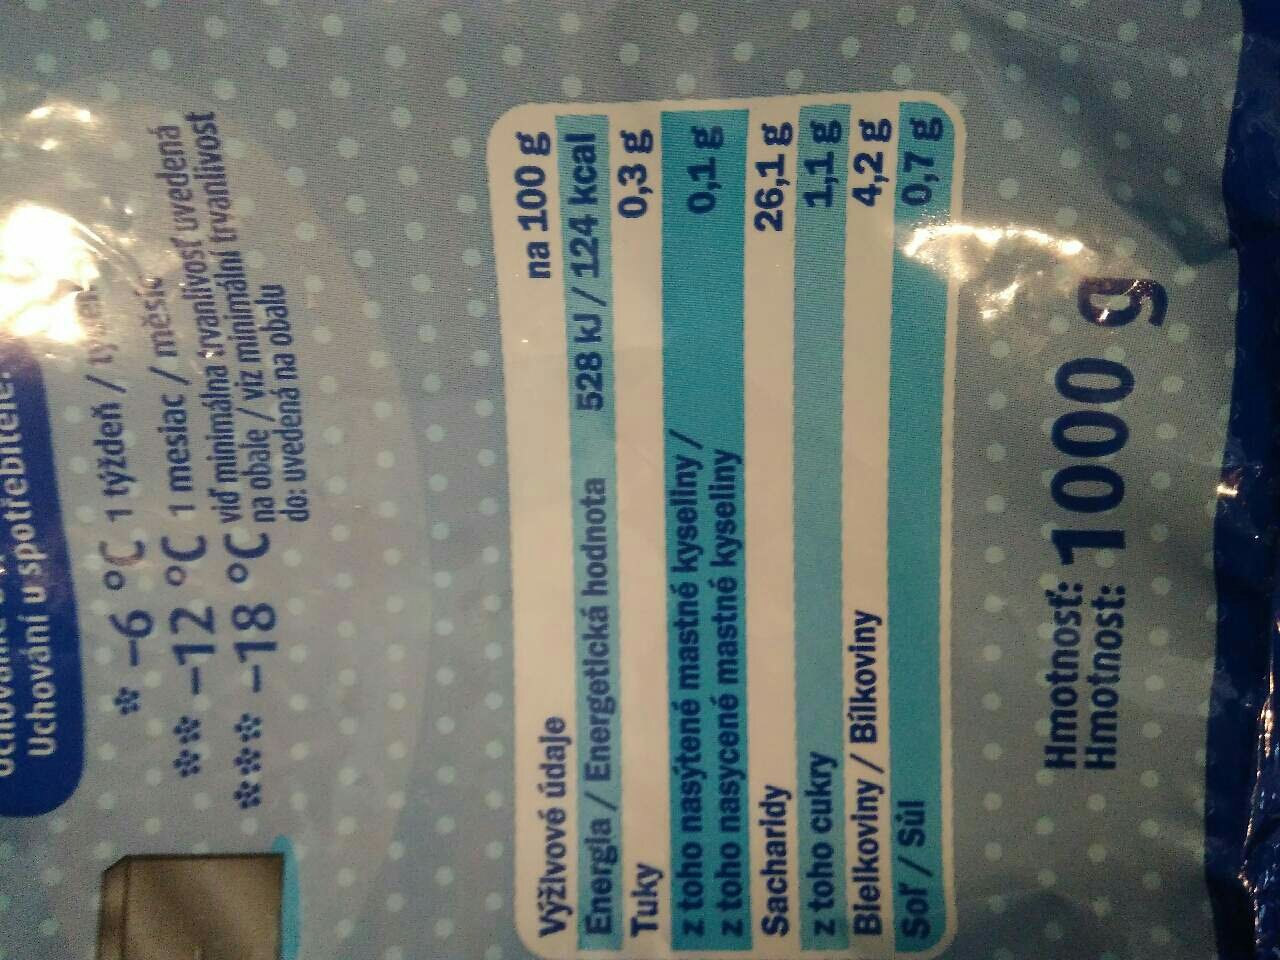 Uchování u spotřebitele:
* –6 °C 1 týždeň /
** –12 °C 1 mesiac / měsíc
*** –18 °C viď minimálna trvanlivosť uvedená
na obale / viz minimální trvanlivost
do: uvedená na obalu
Výživové údaje na 100 g
Energia / Energetická hodnota 528 kJ / 124 kcal
Tuky 0,3 g
z toho nasýtené mastné kyseliny /
z toho nasycené mastné kyseliny 0,1 g
Sacharidy 26,1 g
z toho cukry 1,1 g
Bielkoviny / Bílkoviny 4,2 g
Soľ / Sůl 0,7 g
Hmotnosť: 1000 g
Hmotnost: